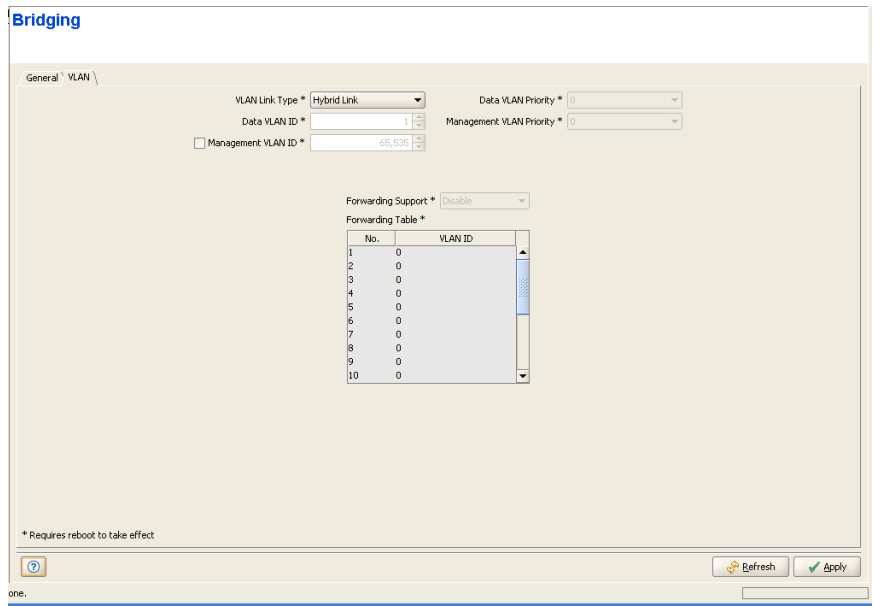 Bridging
General VLAN
VLAN Link Type * Hybrid Link Data VLAN Priority * 0
Data VLAN ID * 1 Management VLAN Priority * 0
Management VLAN ID * 65,535
Forwarding Support * Disable
Forwarding Table *
No. VLAN ID
1 0
2 0
3 0
4 0
5 0
6 0
7 0
8 0
9 0
10 0
* Requires reboot to take effect
? Refresh Apply
one.